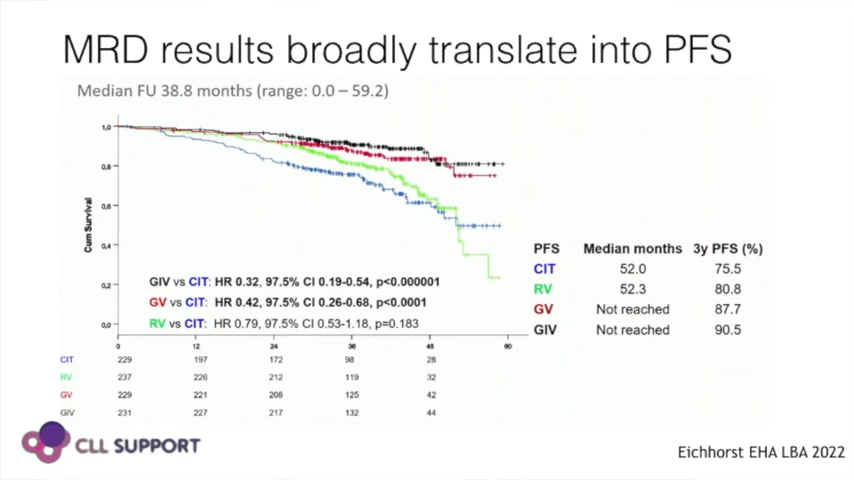 MRD results broadly translate into PFS
Median FU 38.8 months (range: 0.0 – 59.2)
1,0
0,8
0,6
0,4
0,2
0,0
Cum Survival
GIV vs CIT: HR 0.32, 97.5% CI 0.19-0.54, p<0.000001
GV vs CIT: HR 0.42, 97.5% CI 0.26-0.68, p<0.0001
RV vs CIT: HR 0.79, 97.5% CI 0.53-1.18, p=0.183
0 12 24 36 48 60
CIT 229 197 172 98 28
RV 237 226 212 119 32
GV 229 221 208 125 42
GIV 231 227 217 132 44
PFS Median months 3y PFS (%)
CIT 52.0 75.5
RV 52.3 80.8
GV Not reached 87.7
GIV Not reached 90.5
CLL SUPPORT
Eichhorst EHA LBA 2022